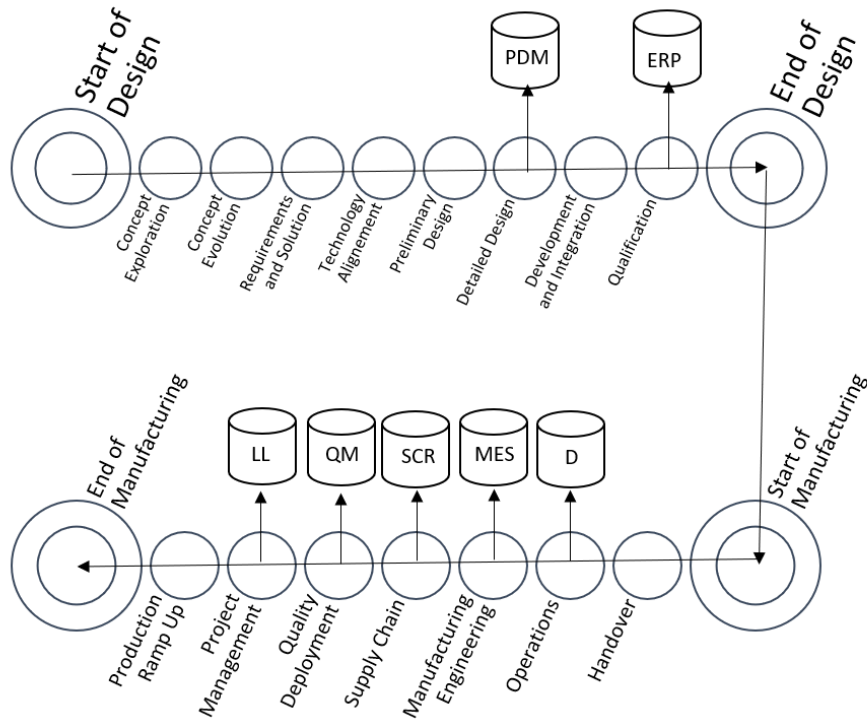 Start of
Design
PDM
ERP
End of
Design
Concept
Exploration
Concept
Evolution
Requirements
and Solution
Technology
Alignement
Preliminary
Design
Detailed Design
Development
and Integration
Qualification
End of
Manufacturing
LL
QM
SCR
MES
D
Start of
Manufacturing
Production
Ramp Up
Project
Management
Quality
Deployment
Supply Chain
Manufacturing
Engineering
Operations
Handover